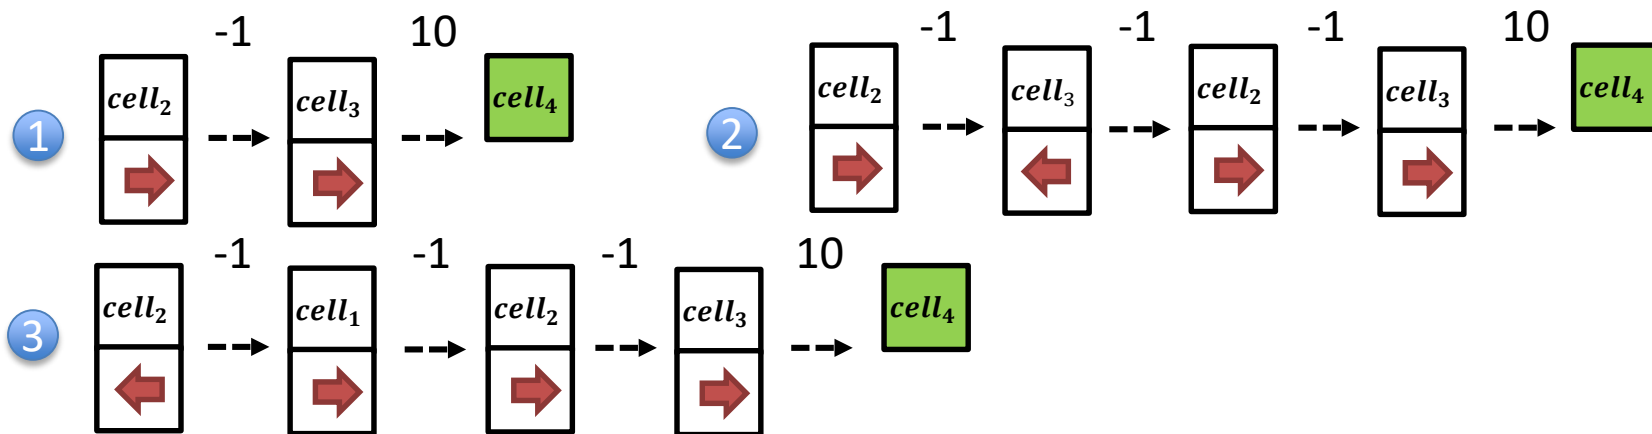 -1 10
1 cell₂ cell₃ cell₄
-1 -1 -1 10
2 cell₂ cell₃ cell₂ cell₃ cell₄
-1 -1 -1 10
3 cell₂ cell₁ cell₂ cell₃ cell₄